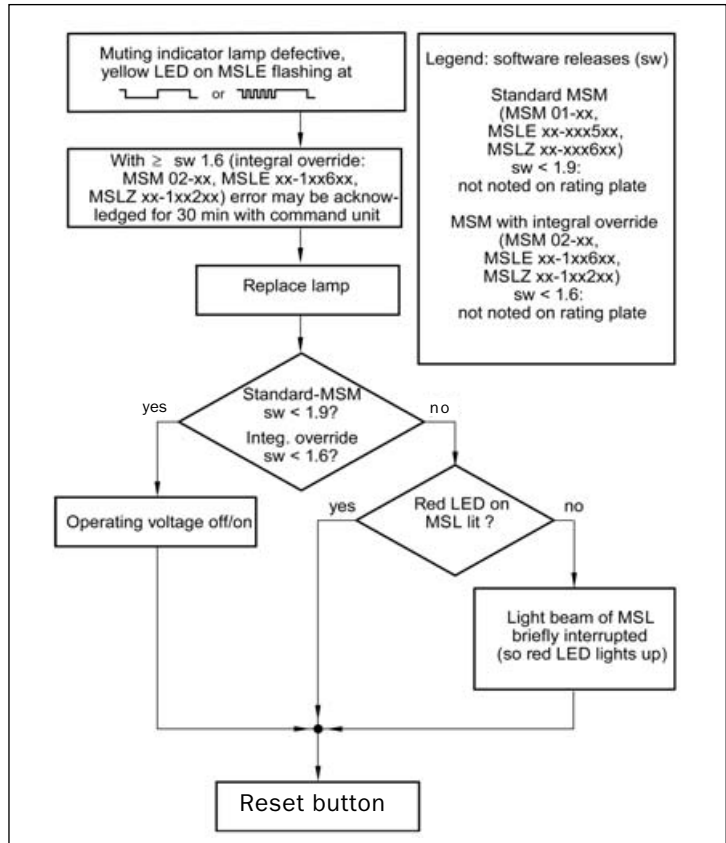 Muting indicator lamp defective,
yellow LED on MSLE flashing at
or
With ≥ sw 1.6 (integral override:
MSM 02-xx, MSLE xx-1xx6xx,
MSLZ xx-1xx2xx) error may be acknow-
ledged for 30 min with command unit
Replace lamp
Legend: software releases (sw)
Standard MSM
(MSM 01-xx,
MSLE xx-xxx5xx,
MSLZ xx-xxx6xx)
sw < 1.9:
not noted on rating plate
MSM with integral override
(MSM 02-xx,
MSLE xx-1xx6xx,
MSLZ xx-1xx2xx)
sw < 1.6:
not noted on rating plate
yes
Standard-MSM
sw < 1.9?
Integ. override
sw < 1.6?
no
Operating voltage off/on
yes
Red LED on
MSL lit ?
no
Light beam of MSL
briefly interrupted
(so red LED lights up)
Reset button